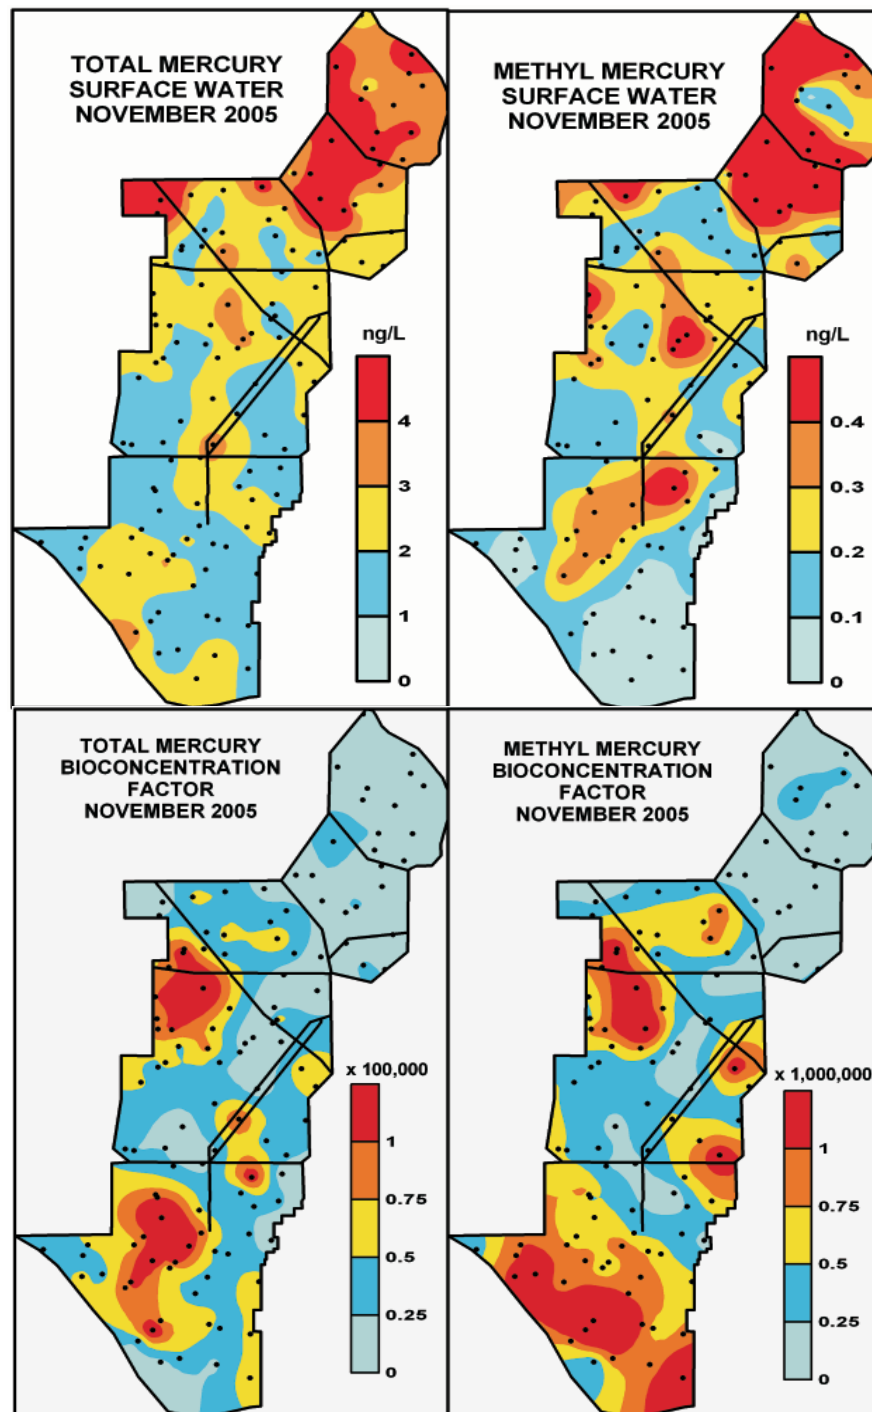 TOTAL MERCURY
SURFACE WATER
NOVEMBER 2005
ng/L
4
3
2
1
0
METHYL MERCURY
SURFACE WATER
NOVEMBER 2005
ng/L
0.4
0.3
0.2
0.1
0
TOTAL MERCURY
BIOCONCENTRATION
FACTOR
NOVEMBER 2005
x 100,000
1
0.75
0.5
0.25
0
METHYL MERCURY
BIOCONCENTRATION
FACTOR
NOVEMBER 2005
x 1,000,000
1
0.75
0.5
0.25
0